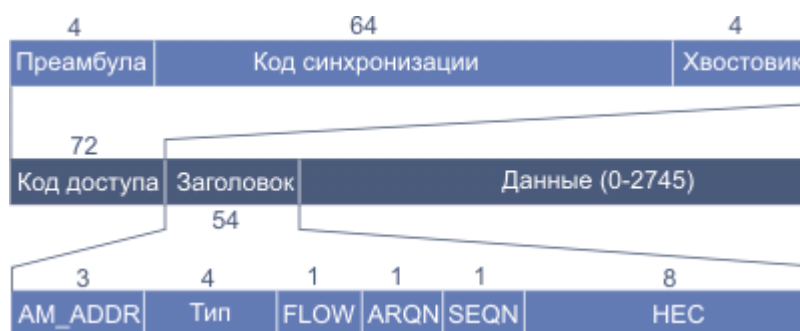 4 64 4
Преамбула Код синхронизации Хвостовик
72
Код доступа Заголовок Данные (0-2745)
54
3 4 1 1 1 8
AM_ADDR Тип FLOW ARQN SEQN HEC